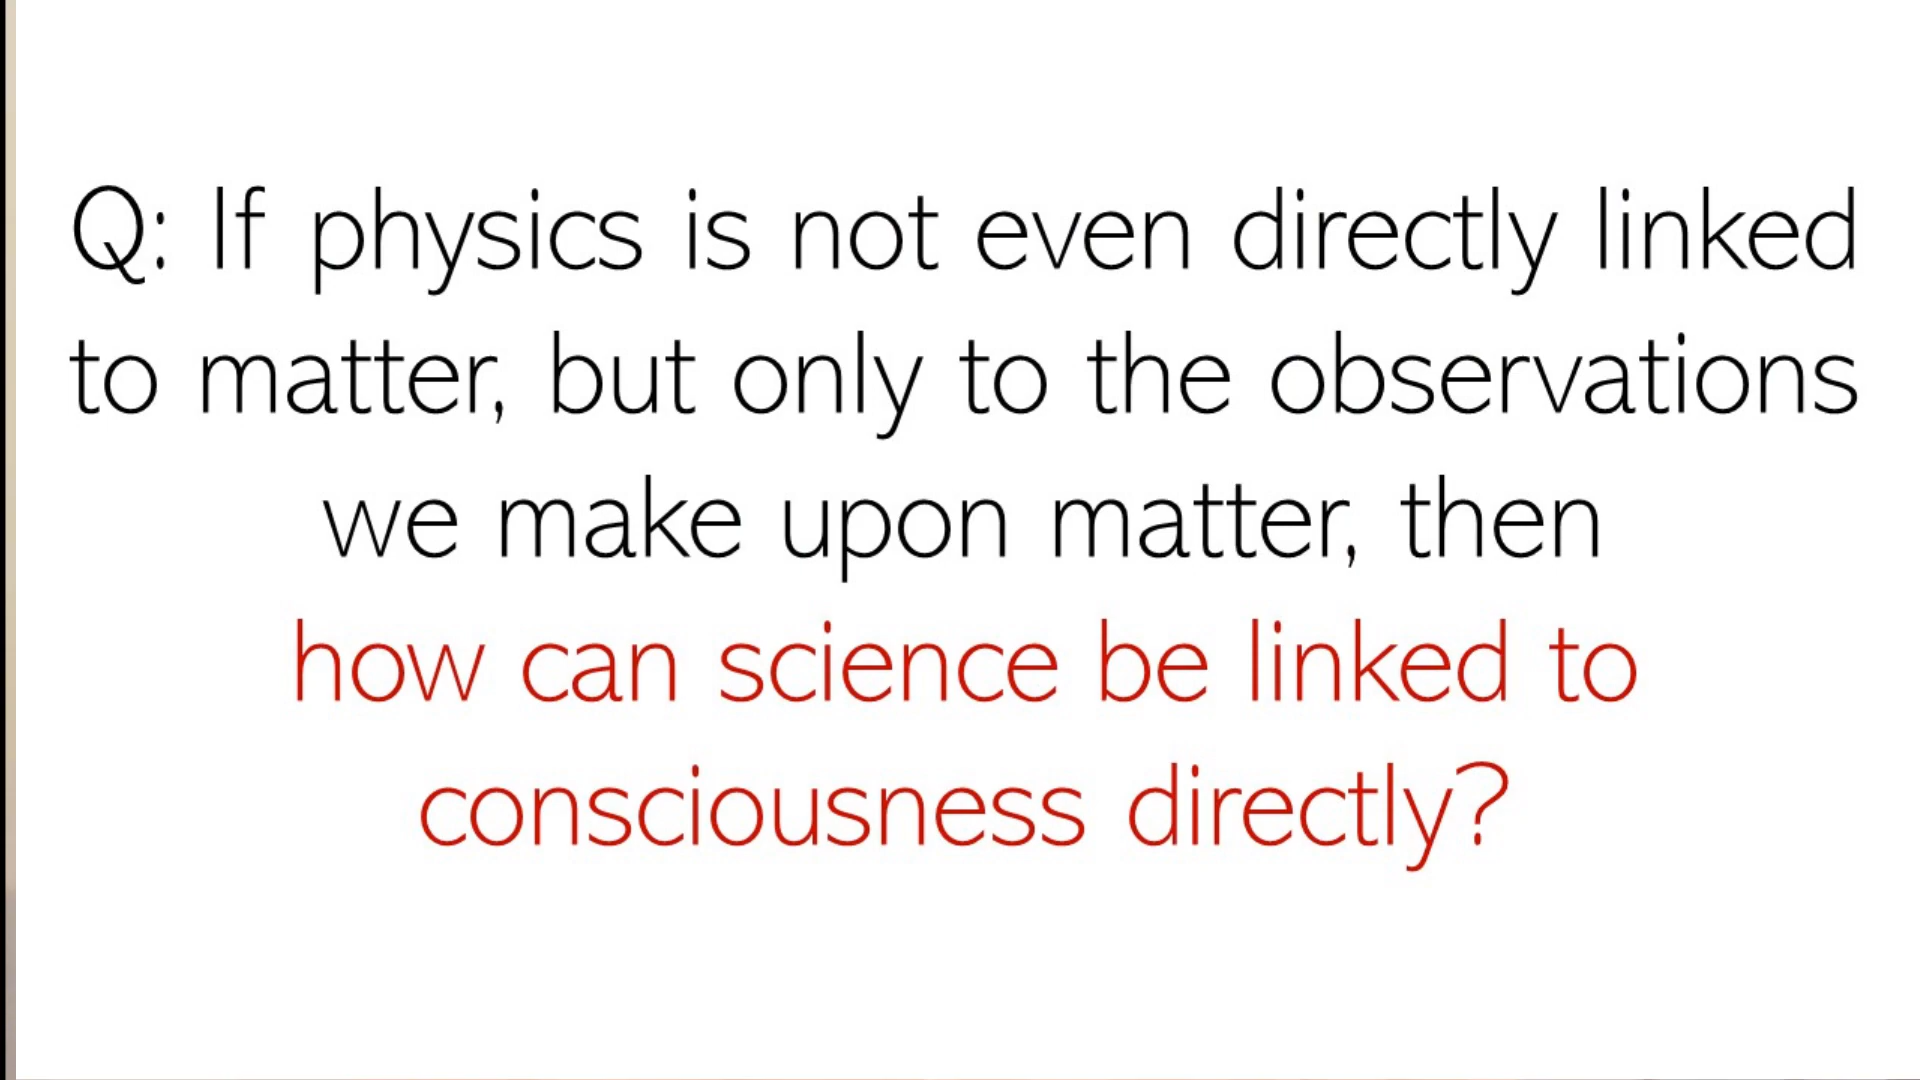 Q: If physics is not even directly linked
to matter, but only to the observations
we make upon matter, then
how can science be linked to
consciousness directly?